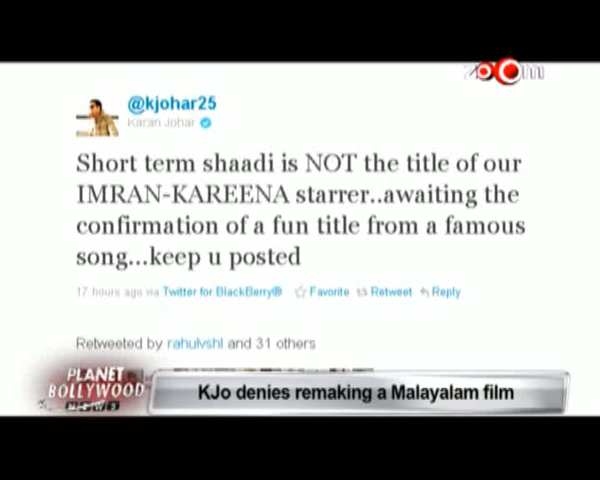 zoOm
@kjohar25
Karan Johar
Short term shaadi is NOT the title of our
IMRAN-KAREENA starrer..awaiting the
confirmation of a fun title from a famous
song...keep u posted
17 hours ago via Twitter for BlackBerry® Favorite Retweet Reply
Retweeted by rahulvshl and 31 others
PLANET
BOLLYWOOD
NEWS
KJo denies remaking a Malayalam film